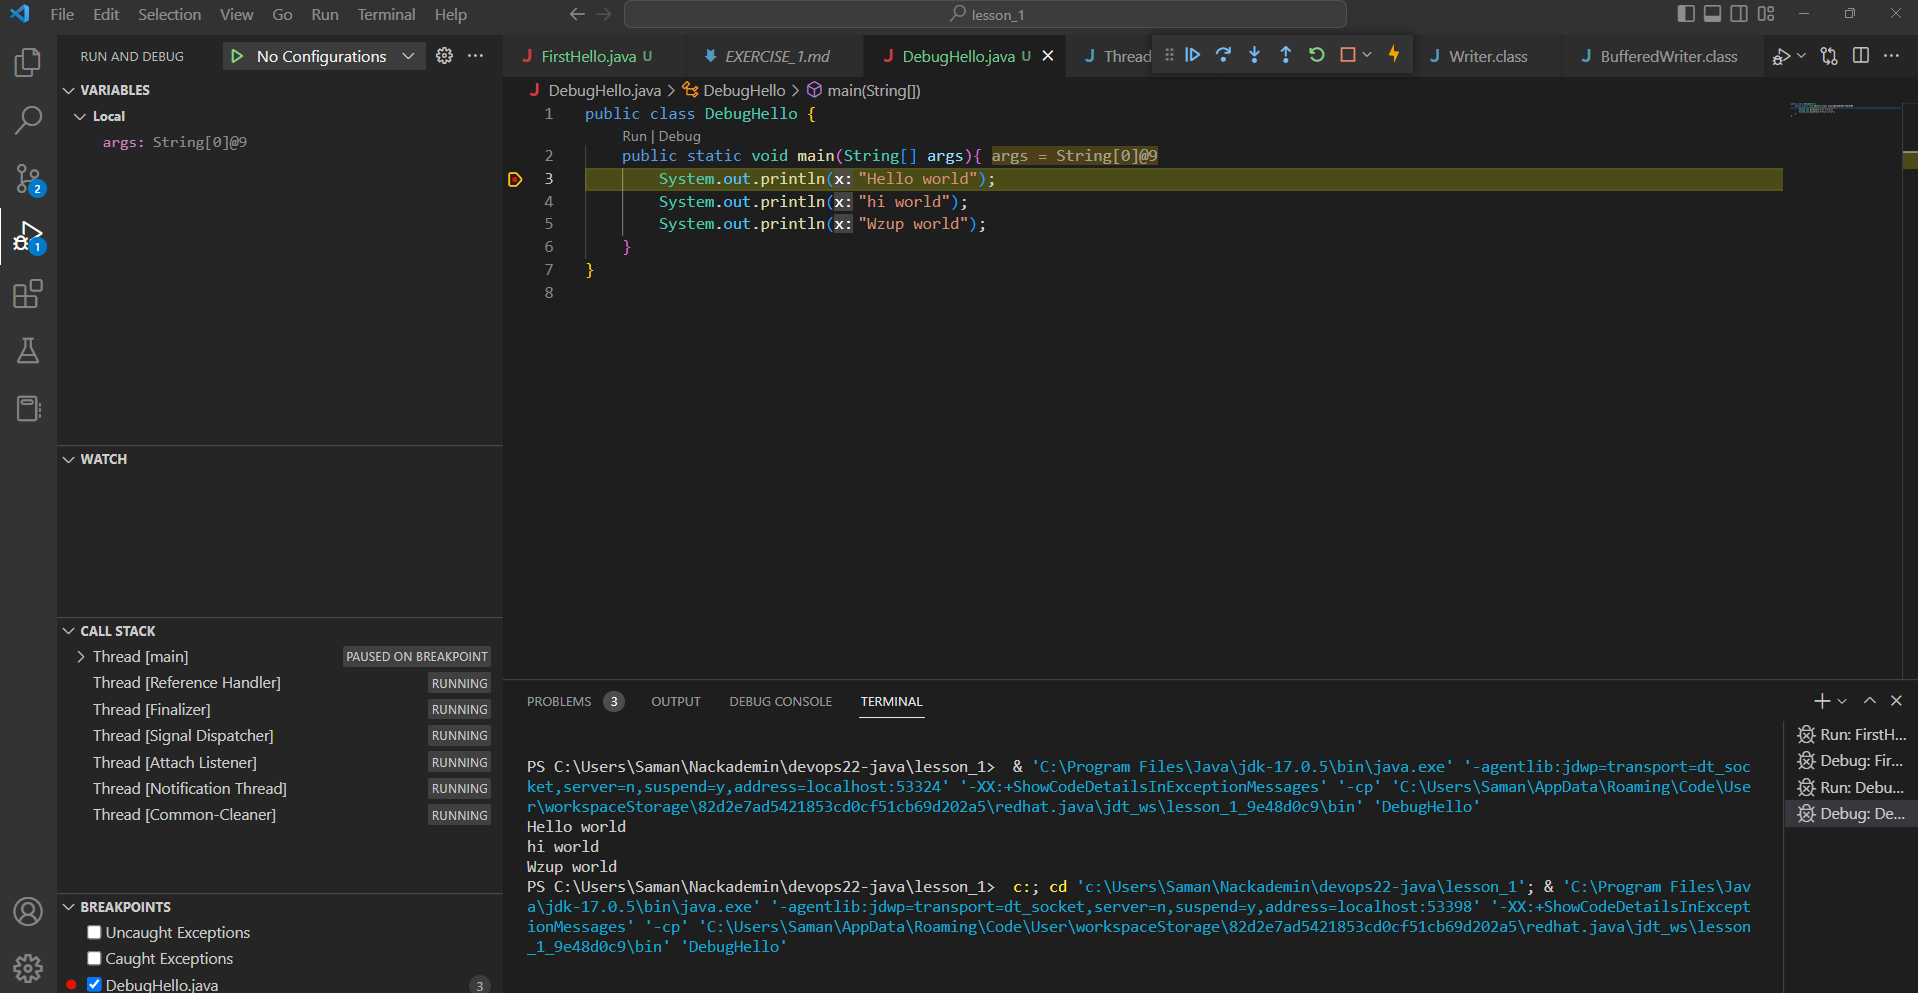 File Edit Selection View Go Run Terminal Help
lesson_1
RUN AND DEBUG
No Configurations
FirstHello.java U
EXERCISE_1.md
DebugHello.java U
Thread
Writer.class
BufferedWriter.class
VARIABLES
Local
args: String[0]@9
DebugHello.java > DebugHello > main(String[])
1 public class DebugHello {
Run | Debug
2 public static void main(String[] args){ args = String[0]@9
3 System.out.println(x: "Hello world");
4 System.out.println(x: "hi world");
5 System.out.println(x: "Wzup world");
6 }
7 }
8
2
1
WATCH
CALL STACK
Thread [main] PAUSED ON BREAKPOINT
Thread [Reference Handler] RUNNING
Thread [Finalizer] RUNNING
Thread [Signal Dispatcher] RUNNING
Thread [Attach Listener] RUNNING
Thread [Notification Thread] RUNNING
Thread [Common-Cleaner] RUNNING
BREAKPOINTS
Uncaught Exceptions
Caught Exceptions
DebugHello.java 3
PROBLEMS 3 OUTPUT DEBUG CONSOLE TERMINAL
PS C:\Users\Saman\Nackademin\devops22-java\lesson_1>  & 'C:\Program Files\Java\jdk-17.0.5\bin\java.exe' '-agentlib:jdwp=transport=dt_soc
ket,server=n,suspend=y,address=localhost:53324' '-XX:+ShowCodeDetailsInExceptionMessages' '-cp' 'C:\Users\Saman\AppData\Roaming\Code\Use
r\workspaceStorage\82d2e7ad5421853cd0cf51cb69d202a5\redhat.java\jdt_ws\lesson_1_9e48d0c9\bin' 'DebugHello'
Hello world
hi world
Wzup world
PS C:\Users\Saman\Nackademin\devops22-java\lesson_1>  c:; cd 'c:\Users\Saman\Nackademin\devops22-java\lesson_1'; & 'C:\Program Files\Jav
a\jdk-17.0.5\bin\java.exe' '-agentlib:jdwp=transport=dt_socket,server=n,suspend=y,address=localhost:53398' '-XX:+ShowCodeDetailsInExcept
ionMessages' '-cp' 'C:\Users\Saman\AppData\Roaming\Code\User\workspaceStorage\82d2e7ad5421853cd0cf51cb69d202a5\redhat.java\jdt_ws\lesson
_1_9e48d0c9\bin' 'DebugHello'
Run: FirstH...
Debug: Fir...
Run: Debu...
Debug: De...